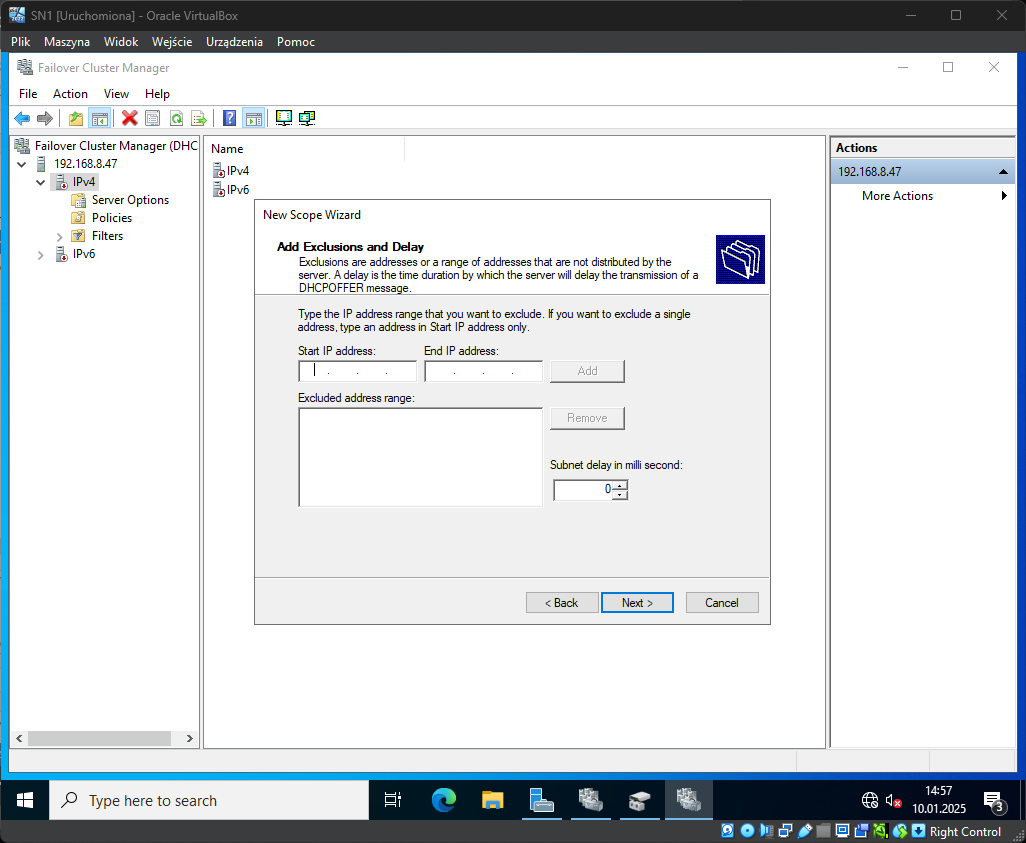 SN1 [Uruchomiona] - Oracle VirtualBox
Plik Maszyna Widok Wejście Urządzenia Pomoc
Failover Cluster Manager
File Action View Help
Failover Cluster Manager (DHC
192.168.8.47
IPv4
Server Options
Policies
Filters
IPv6
Name
IPv4
IPv6
New Scope Wizard
Add Exclusions and Delay
Exclusions are addresses or a range of addresses that are not distributed by the
server. A delay is the time duration by which the server will delay the transmission of a
DHCPOFFER message.
Type the IP address range that you want to exclude. If you want to exclude a single
address, type an address in Start IP address only.
Start IP address: End IP address:
. . . . . . Add
Excluded address range:
Remove
Subnet delay in milli second:
0
< Back Next > Cancel
Actions
192.168.8.47
More Actions
Type here to search
14:57
10.01.2025
3
Right Control